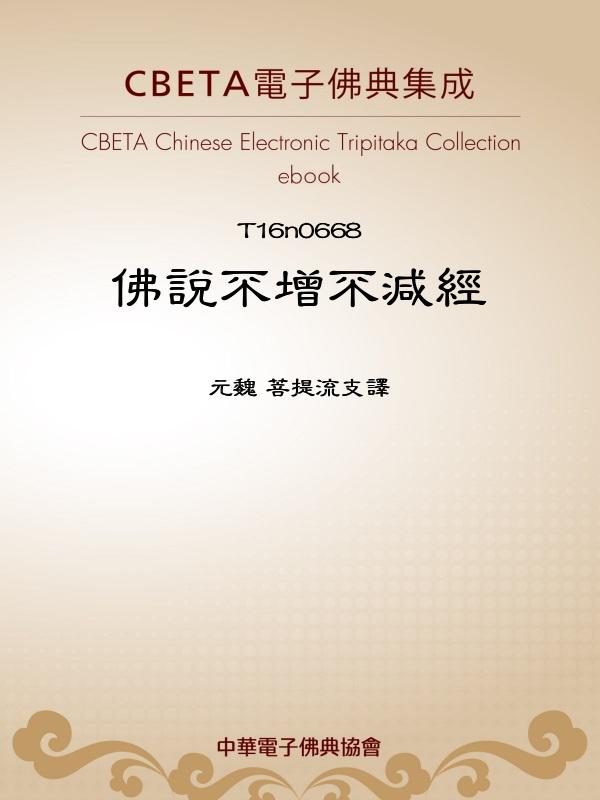 CBETA電子佛典集成
CBETA Chinese Electronic Tripitaka Collection
ebook
T16n0668
佛說不增不減經
元魏 菩提流支譯
中華電子佛典協會